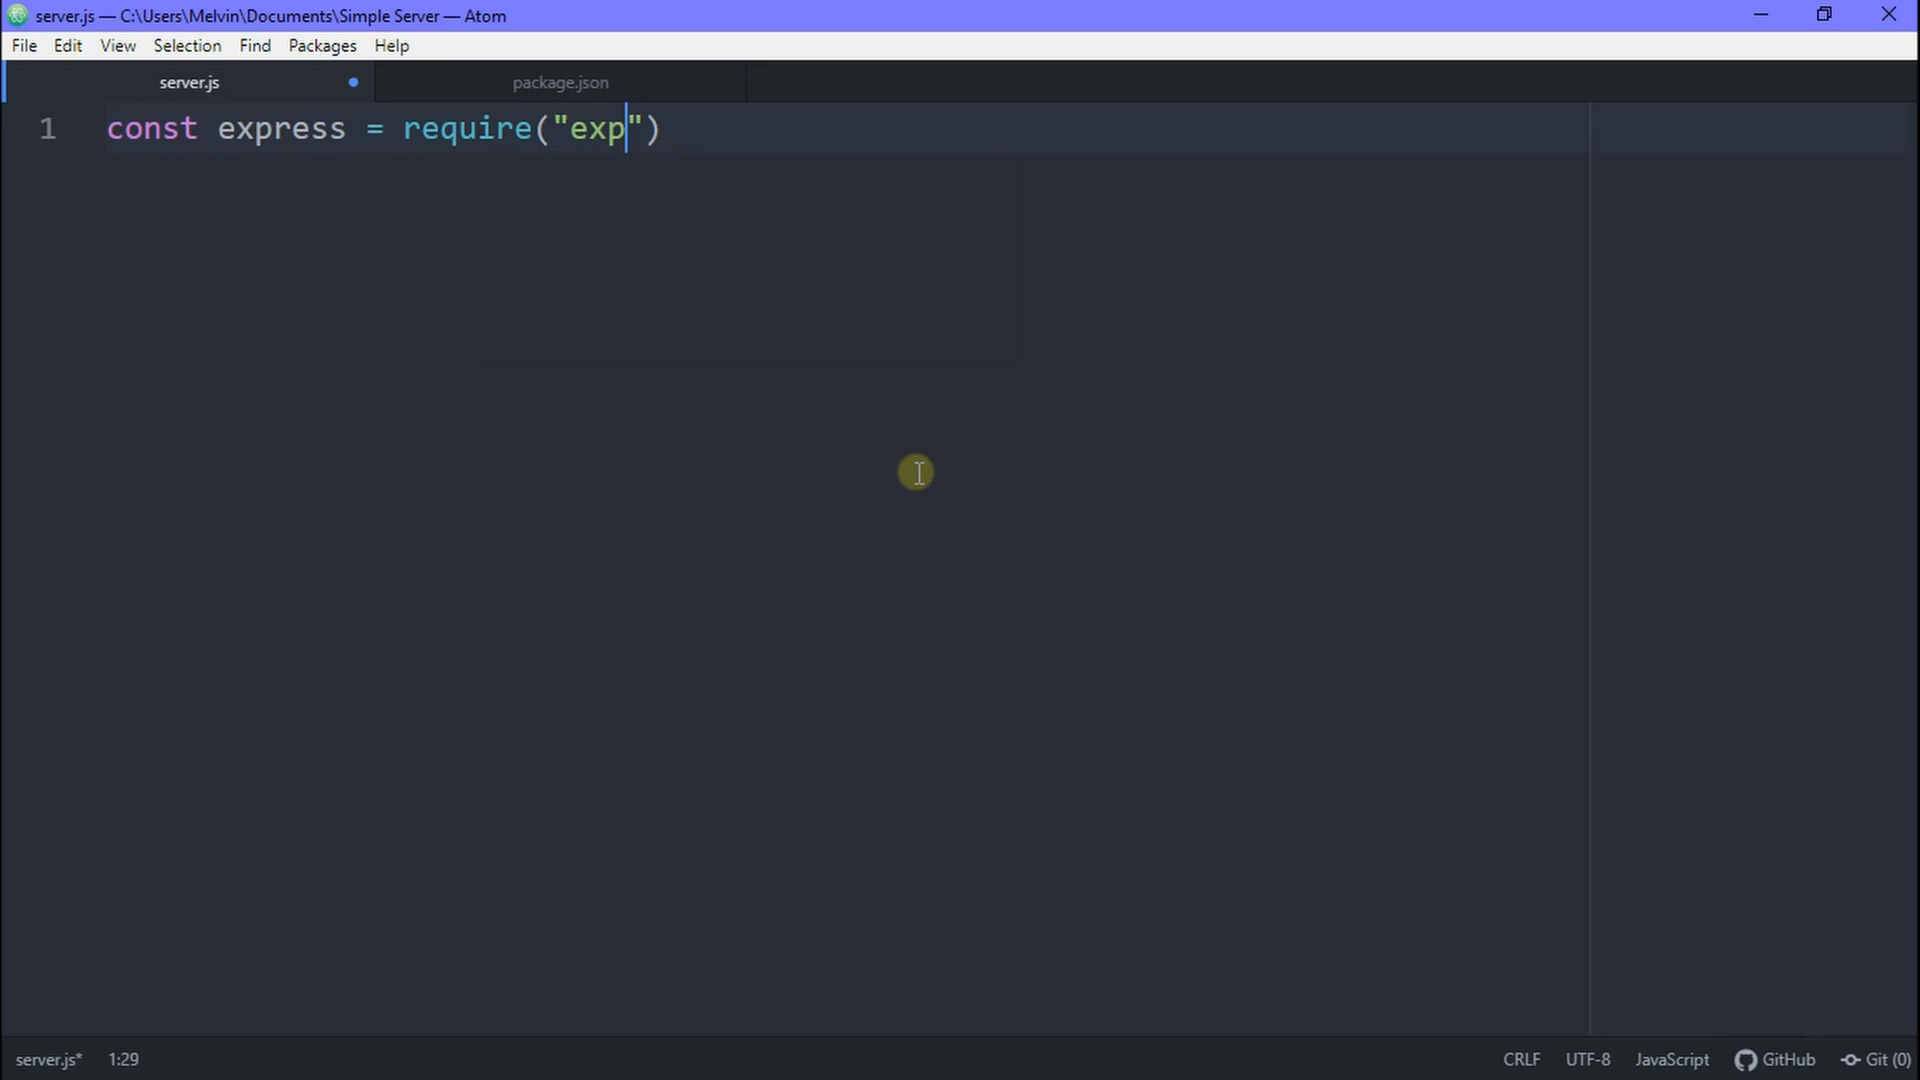 server.js — C:\Users\Melvin\Documents\Simple Server — Atom
File Edit View Selection Find Packages Help
server.js package.json
1 const express = require("exp")
server.js* 1:29 CRLF UTF-8 JavaScript GitHub Git (0)